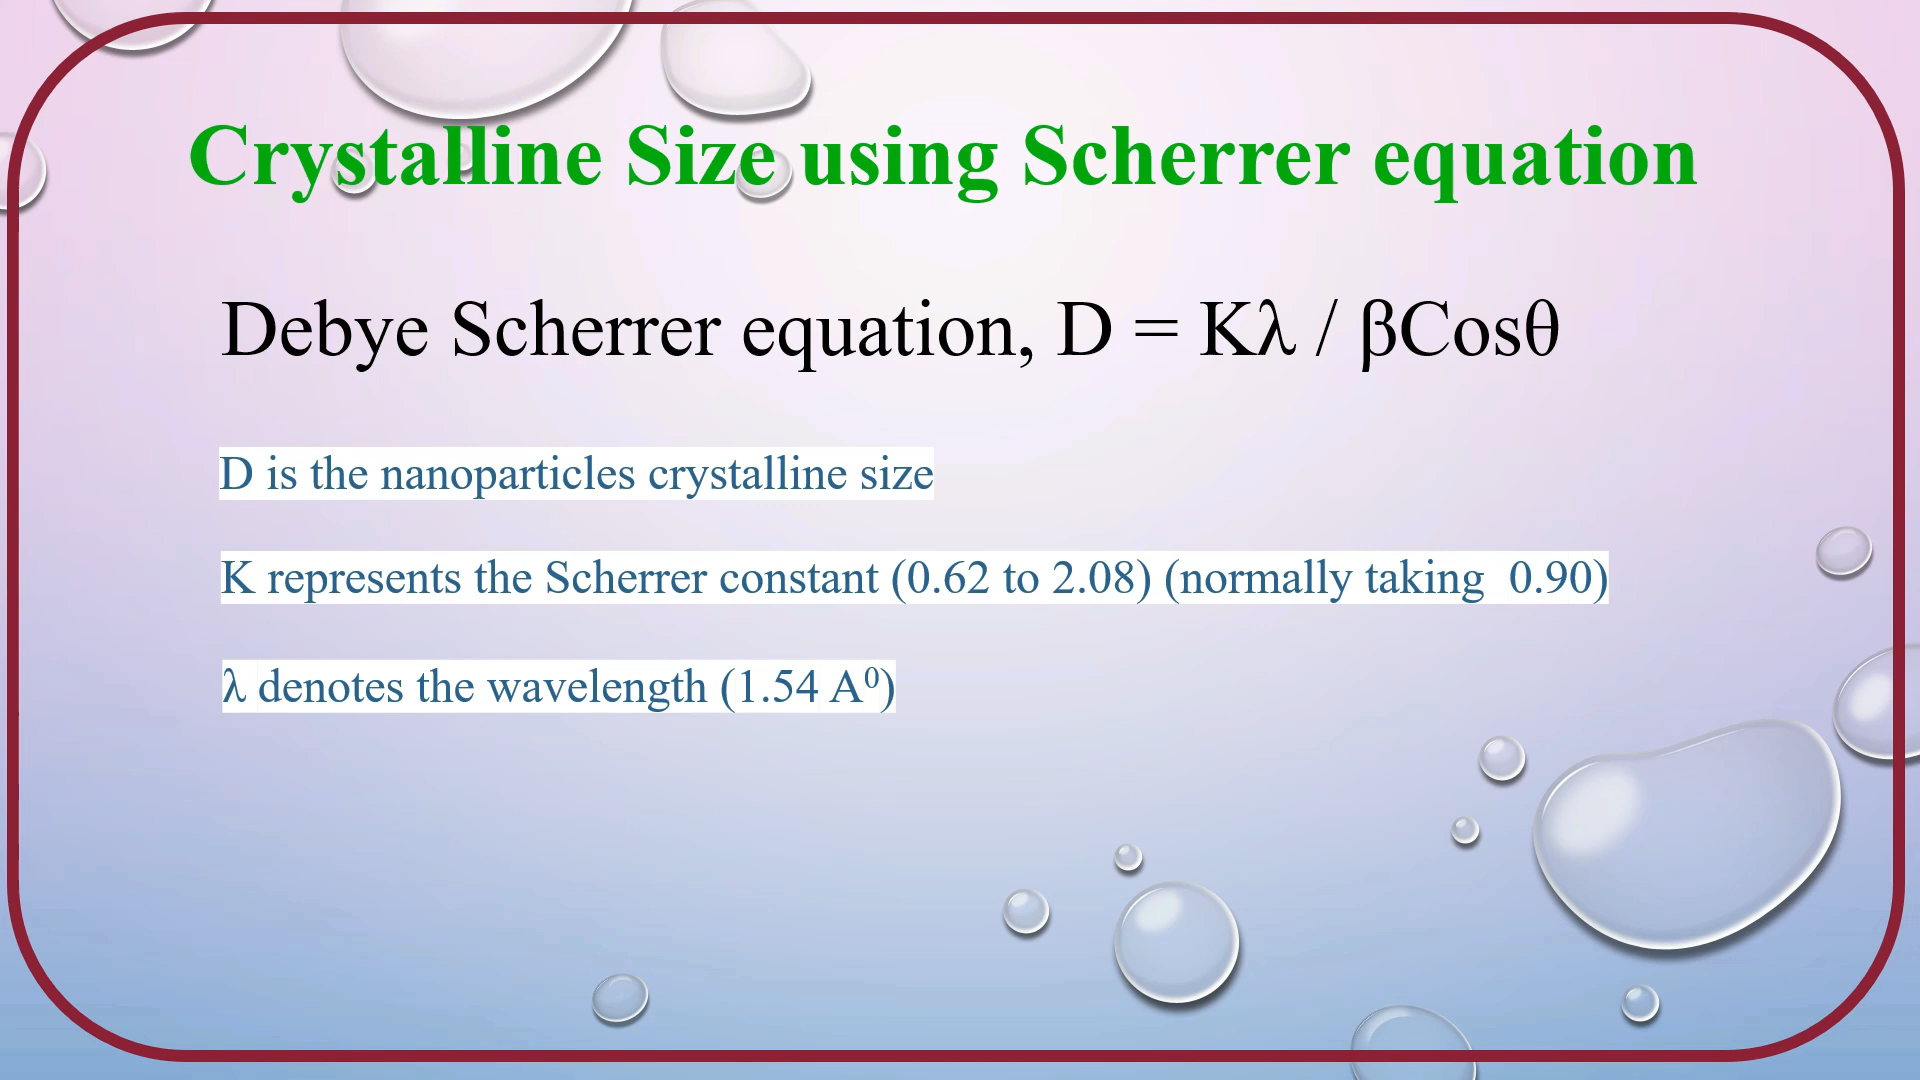 Crystalline Size using Scherrer equation
Debye Scherrer equation, D = Kλ / βCosθ
D is the nanoparticles crystalline size
K represents the Scherrer constant (0.62 to 2.08) (normally taking  0.90)
λ denotes the wavelength (1.54 A⁰)